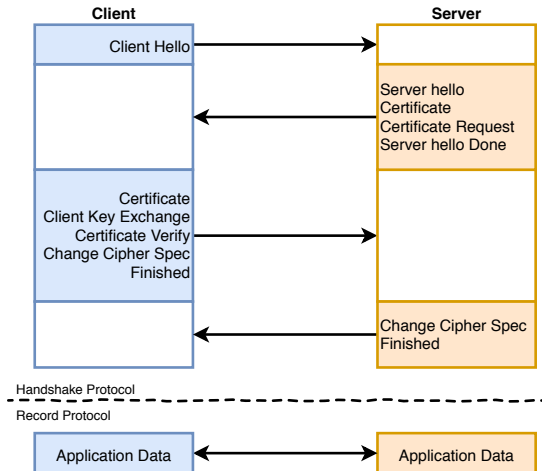 Client
Server
Client Hello
Server hello
Certificate
Certificate Request
Server hello Done
Certificate
Client Key Exchange
Certificate Verify
Change Cipher Spec
Finished
Change Cipher Spec
Finished
Handshake Protocol
Record Protocol
Application Data
Application Data